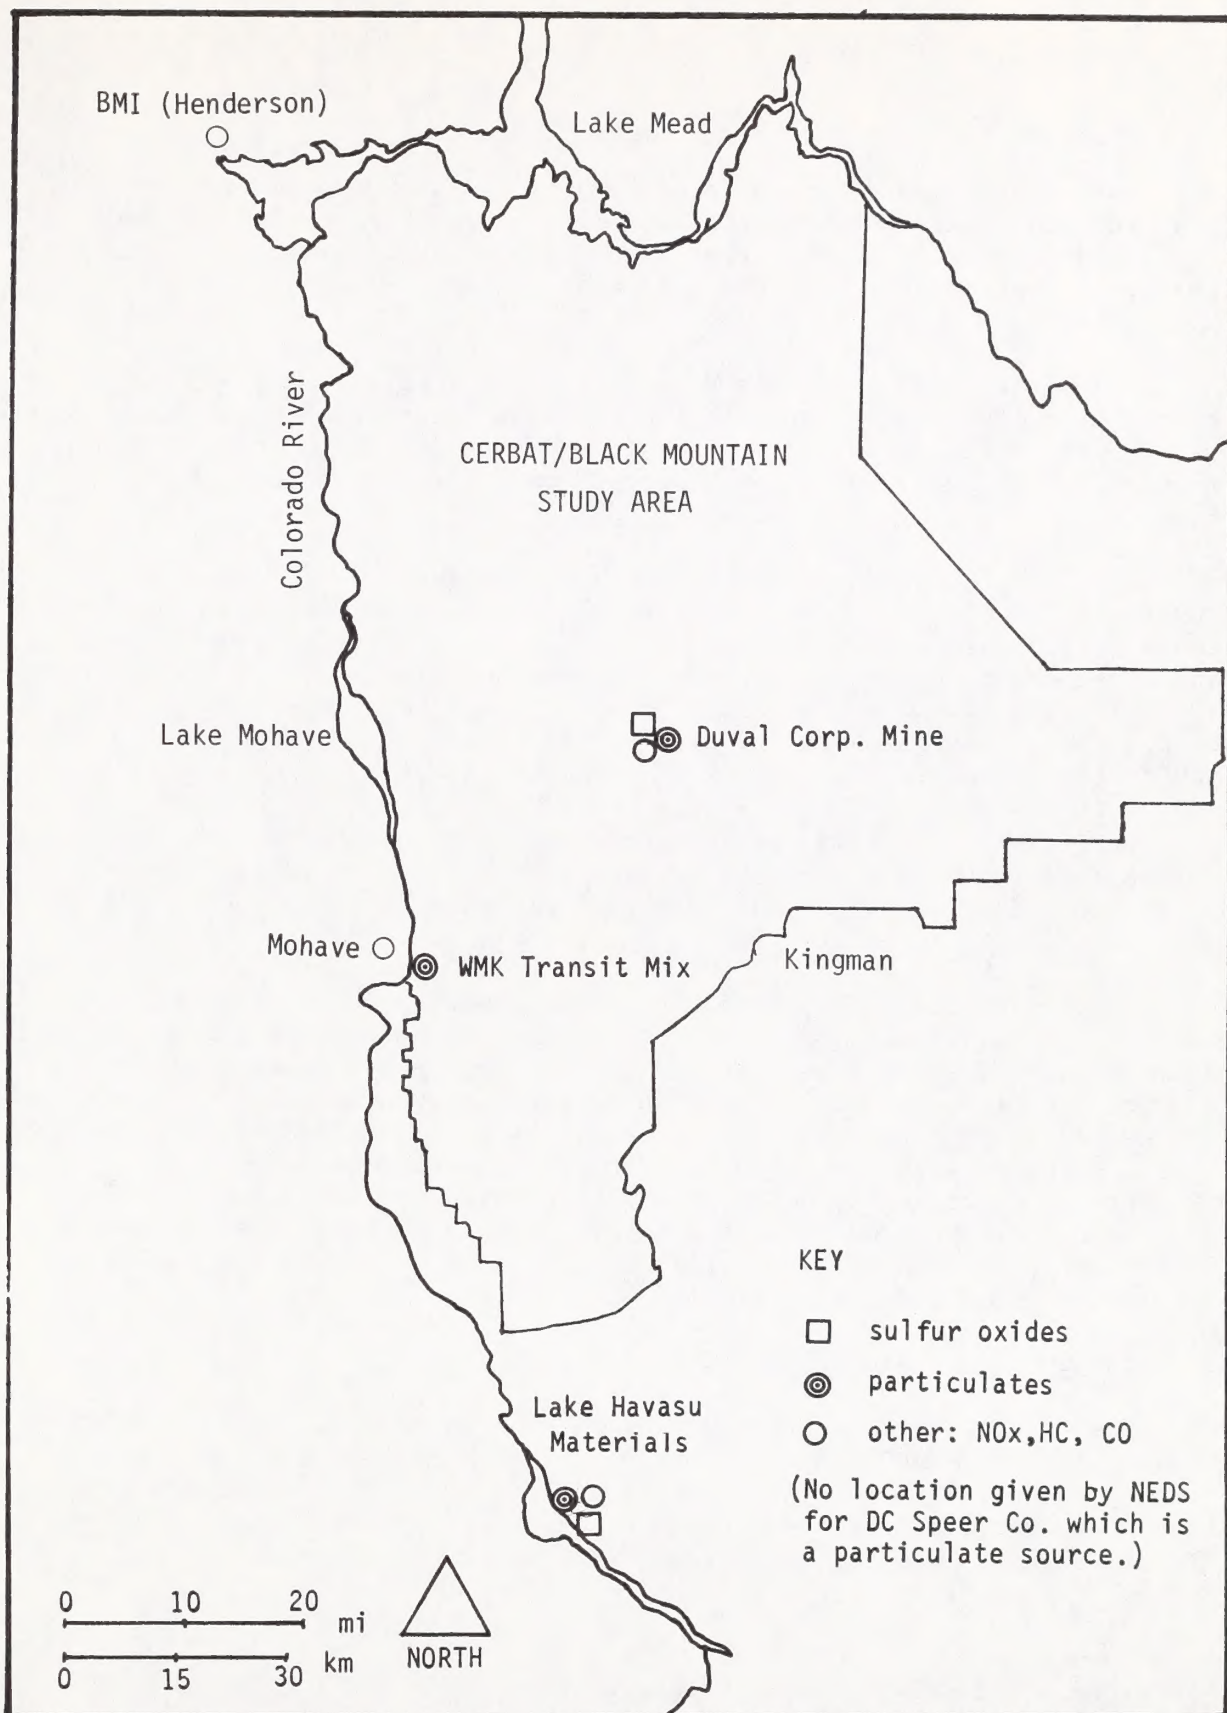 BMI (Henderson)
Lake Mead
Colorado River
CERBAT/BLACK MOUNTAIN
STUDY AREA
Lake Mohave
Duval Corp. Mine
Mohave
WMK Transit Mix
Kingman
KEY
sulfur oxides
particulates
other: NOx,HC, CO
(No location given by NEDS
for DC Speer Co. which is
a particulate source.)
Lake Havasu
Materials
0 10 20 mi
0 15 30 km
NORTH